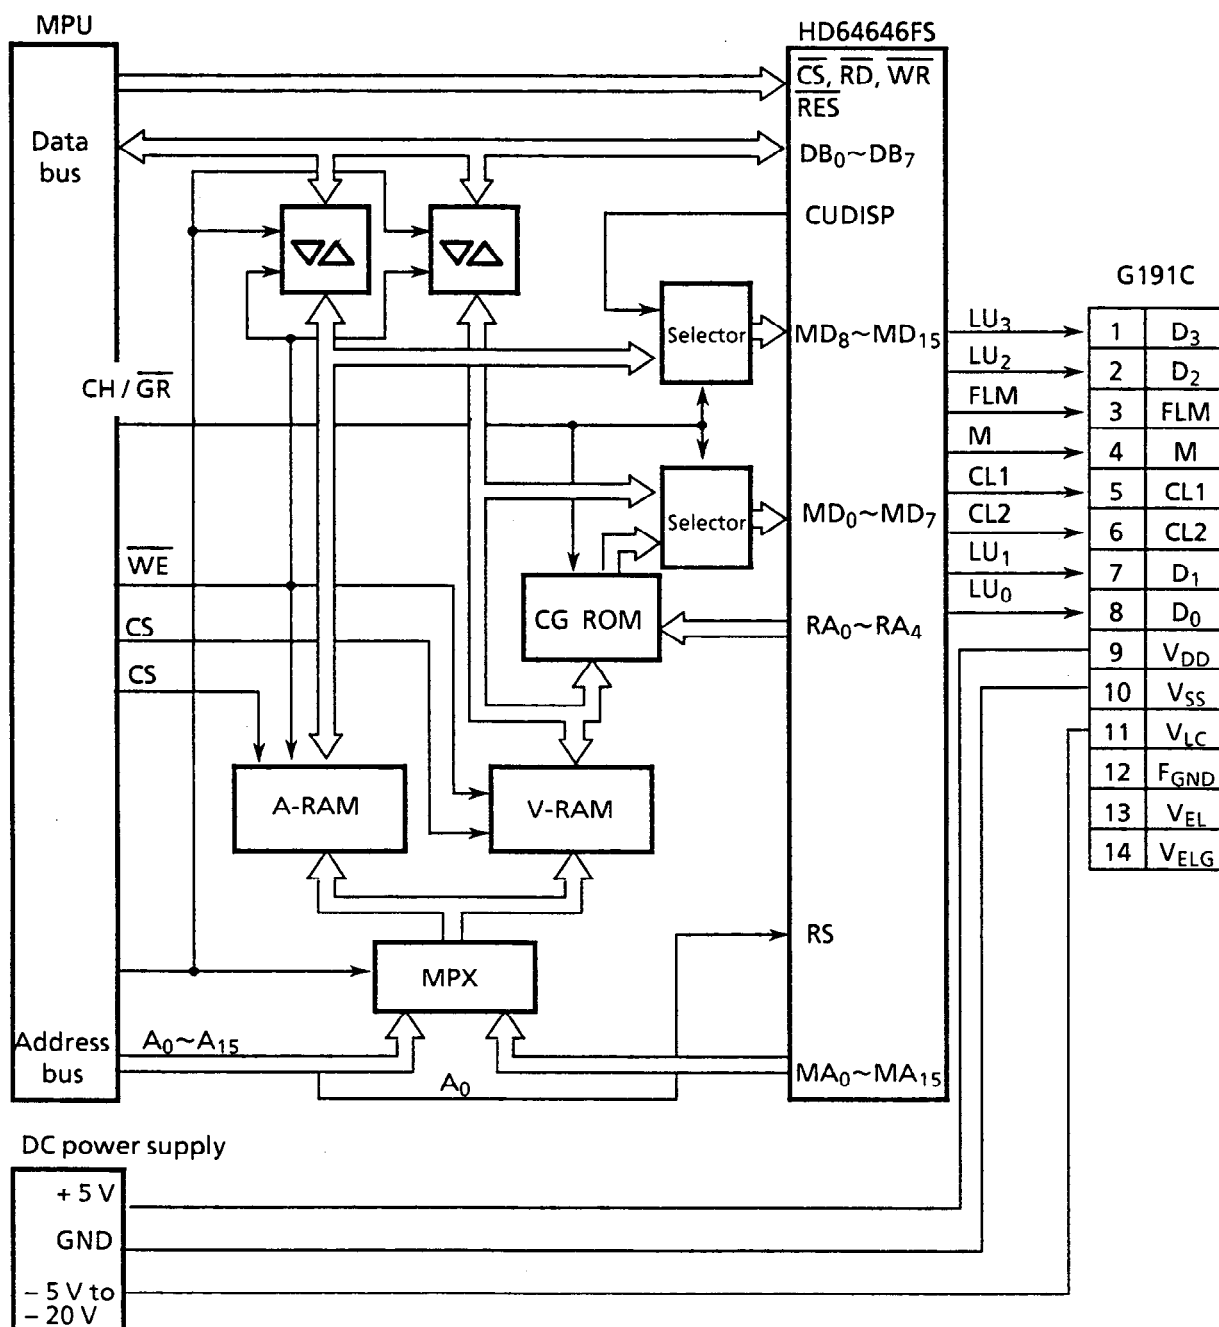 MPU
HD64646FS
CS, RD, WR
RES
Data
bus
DB0~DB7
CUDISP
G191C
Selector
MD8~MD15
LU3
1 D3
LU2
2 D2
CH / GR
FLM
3 FLM
M
4 M
CL1
5 CL1
Selector
MD0~MD7
CL2
6 CL2
WE
LU1
7 D1
LU0
8 D0
CG ROM
RA0~RA4
CS
9 VDD
CS
10 VSS
11 VLC
12 FGND
A-RAM
V-RAM
13 VEL
14 VELG
RS
MPX
Address
bus
A0~A15
A0
MA0~MA15
DC power supply
+ 5 V
GND
– 5 V to
– 20 V